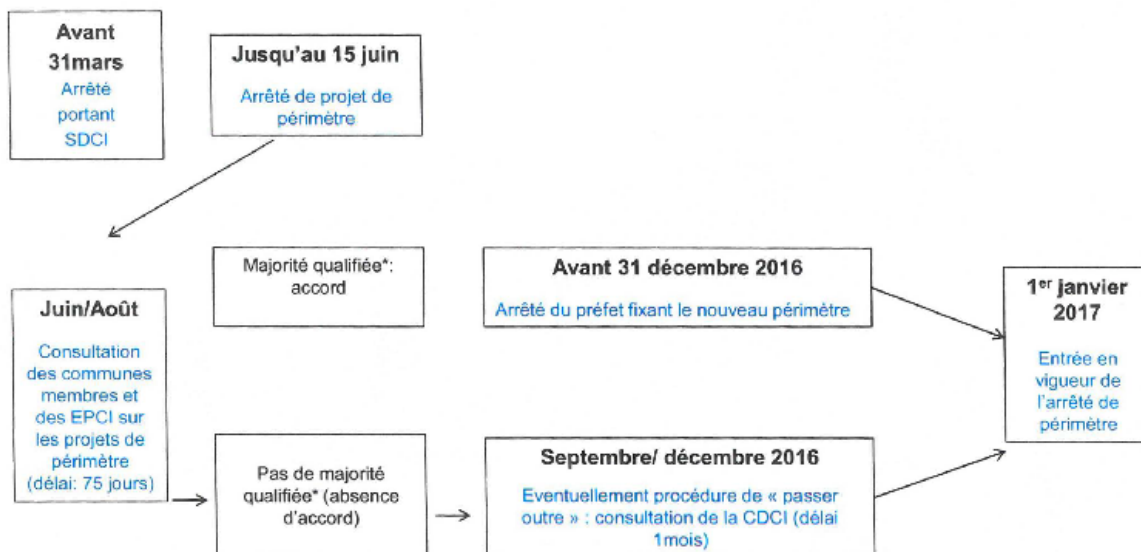 Avant
31mars
Arrêté
portant
SDCI
Jusqu'au 15 juin
Arrêté de projet de
périmètre
Juin/Août
Consultation
des communes
membres et
des EPCI sur
les projets de
périmètre
(délai: 75 jours)
Majorité qualifiée*:
accord
Avant 31 décembre 2016
Arrêté du préfet fixant le nouveau périmètre
Pas de majorité
qualifiée* (absence
d'accord)
Septembre/ décembre 2016
Eventuellement procédure de « passer
outre » : consultation de la CDCI (délai
1mois)
1er janvier
2017
Entrée en
vigueur de
l'arrêté de
périmètre